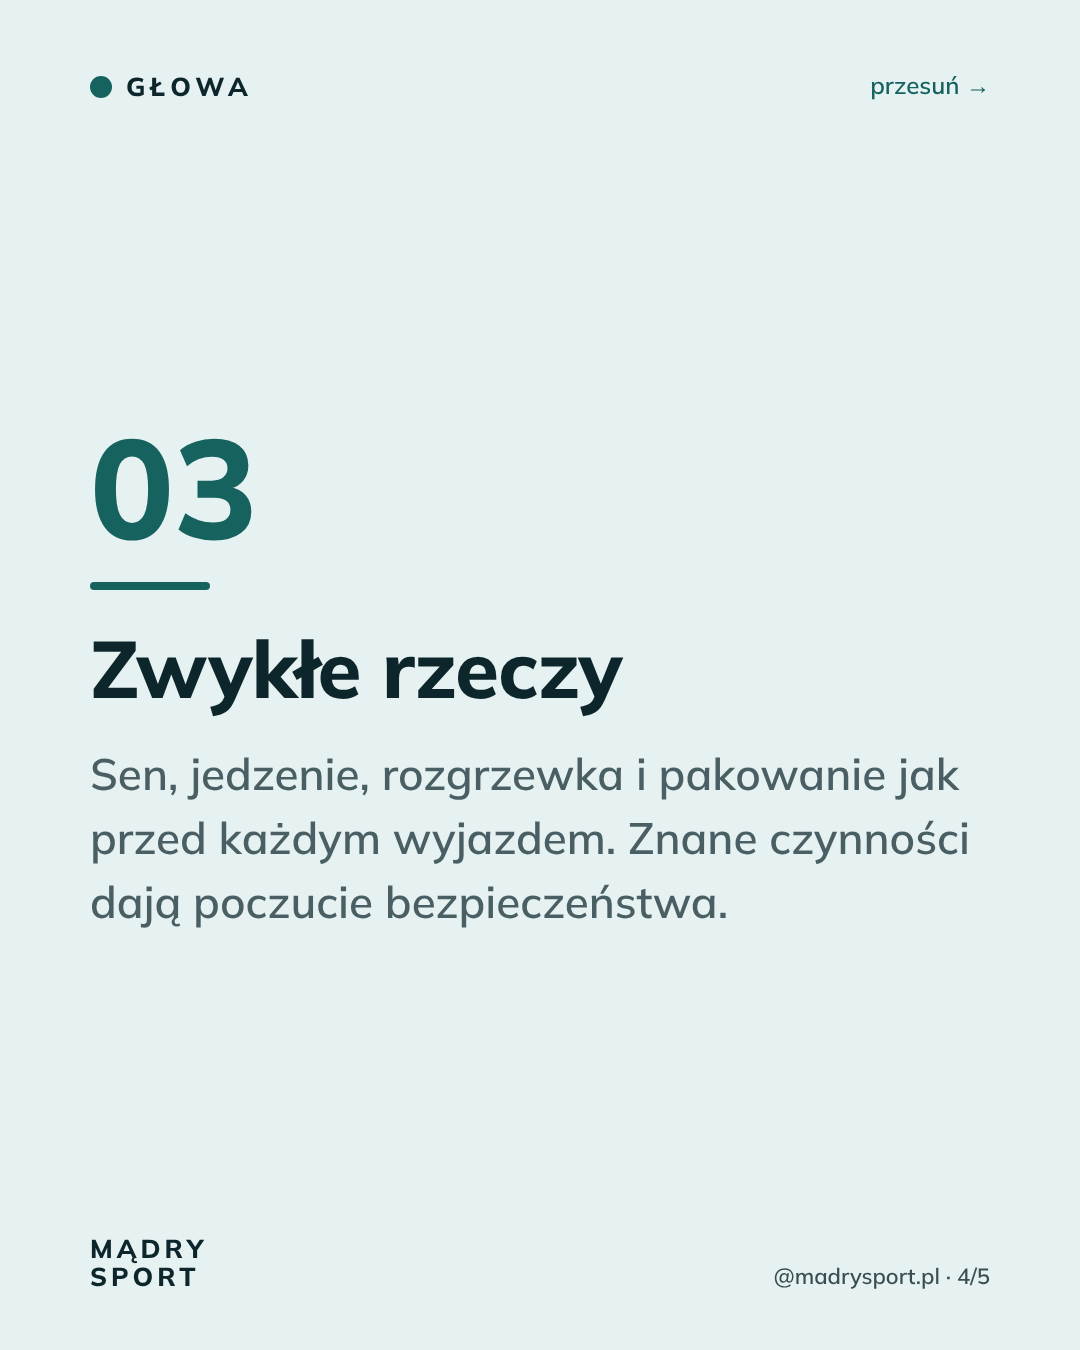 GŁOWA
przesuń →
03
Zwykłe rzeczy
Sen, jedzenie, rozgrzewka i pakowanie jak
przed każdym wyjazdem. Znane czynności
dają poczucie bezpieczeństwa.
MĄDRY
SPORT
@madrysport.pl · 4/5